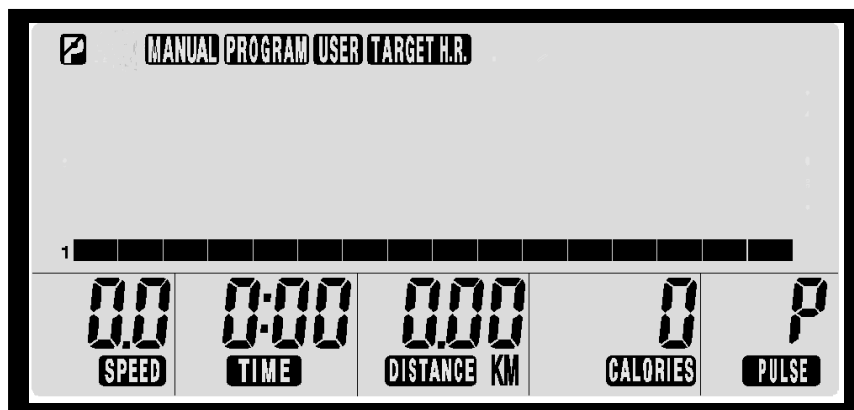 MANUAL PROGRAM USER TARGET H.R.
1
0.0 0:00 0.00 0 P
SPEED TIME DISTANCE KM CALORIES PULSE